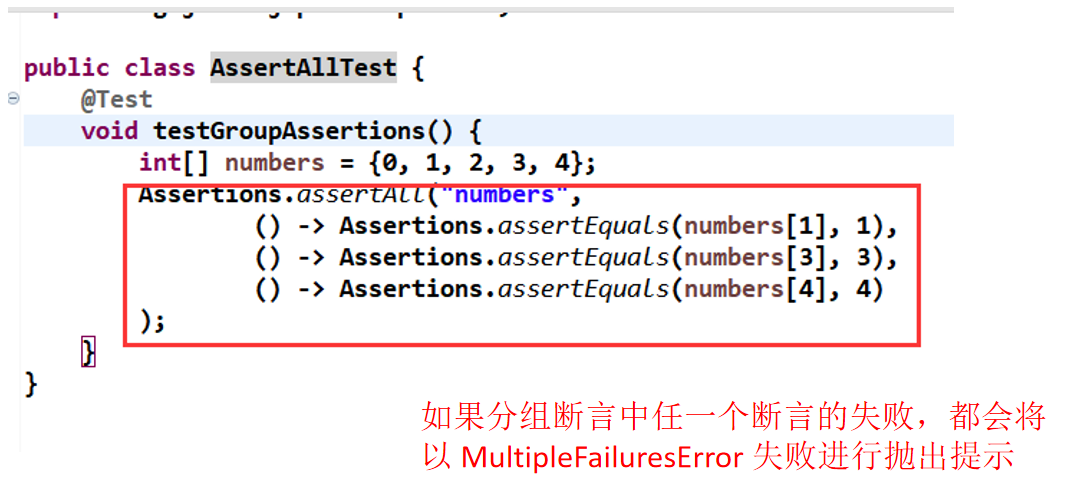 public class AssertAllTest {
@Test
void testGroupAssertions() {
int[] numbers = {0, 1, 2, 3, 4};
Assertions.assertAll("numbers",
() -> Assertions.assertEquals(numbers[1], 1),
() -> Assertions.assertEquals(numbers[3], 3),
() -> Assertions.assertEquals(numbers[4], 4)
);
}
}
如果分组断言中任一个断言的失败，都会将
以 MultipleFailuresError 失败进行抛出提示